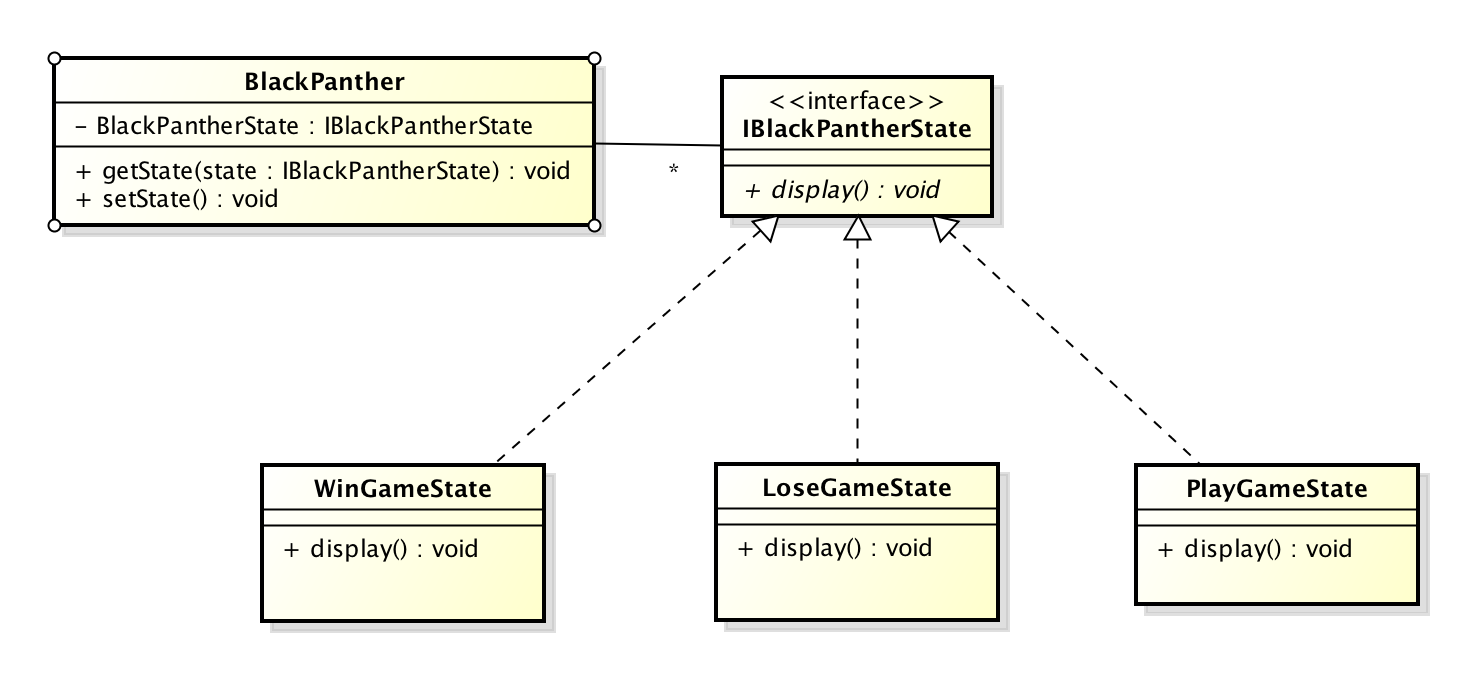 BlackPanther
– BlackPantherState : IBlackPantherState
+ getState(state : IBlackPantherState) : void
+ setState() : void
*
<<interface>>
IBlackPantherState
+ display() : void
WinGameState
+ display() : void
LoseGameState
+ display() : void
PlayGameState
+ display() : void